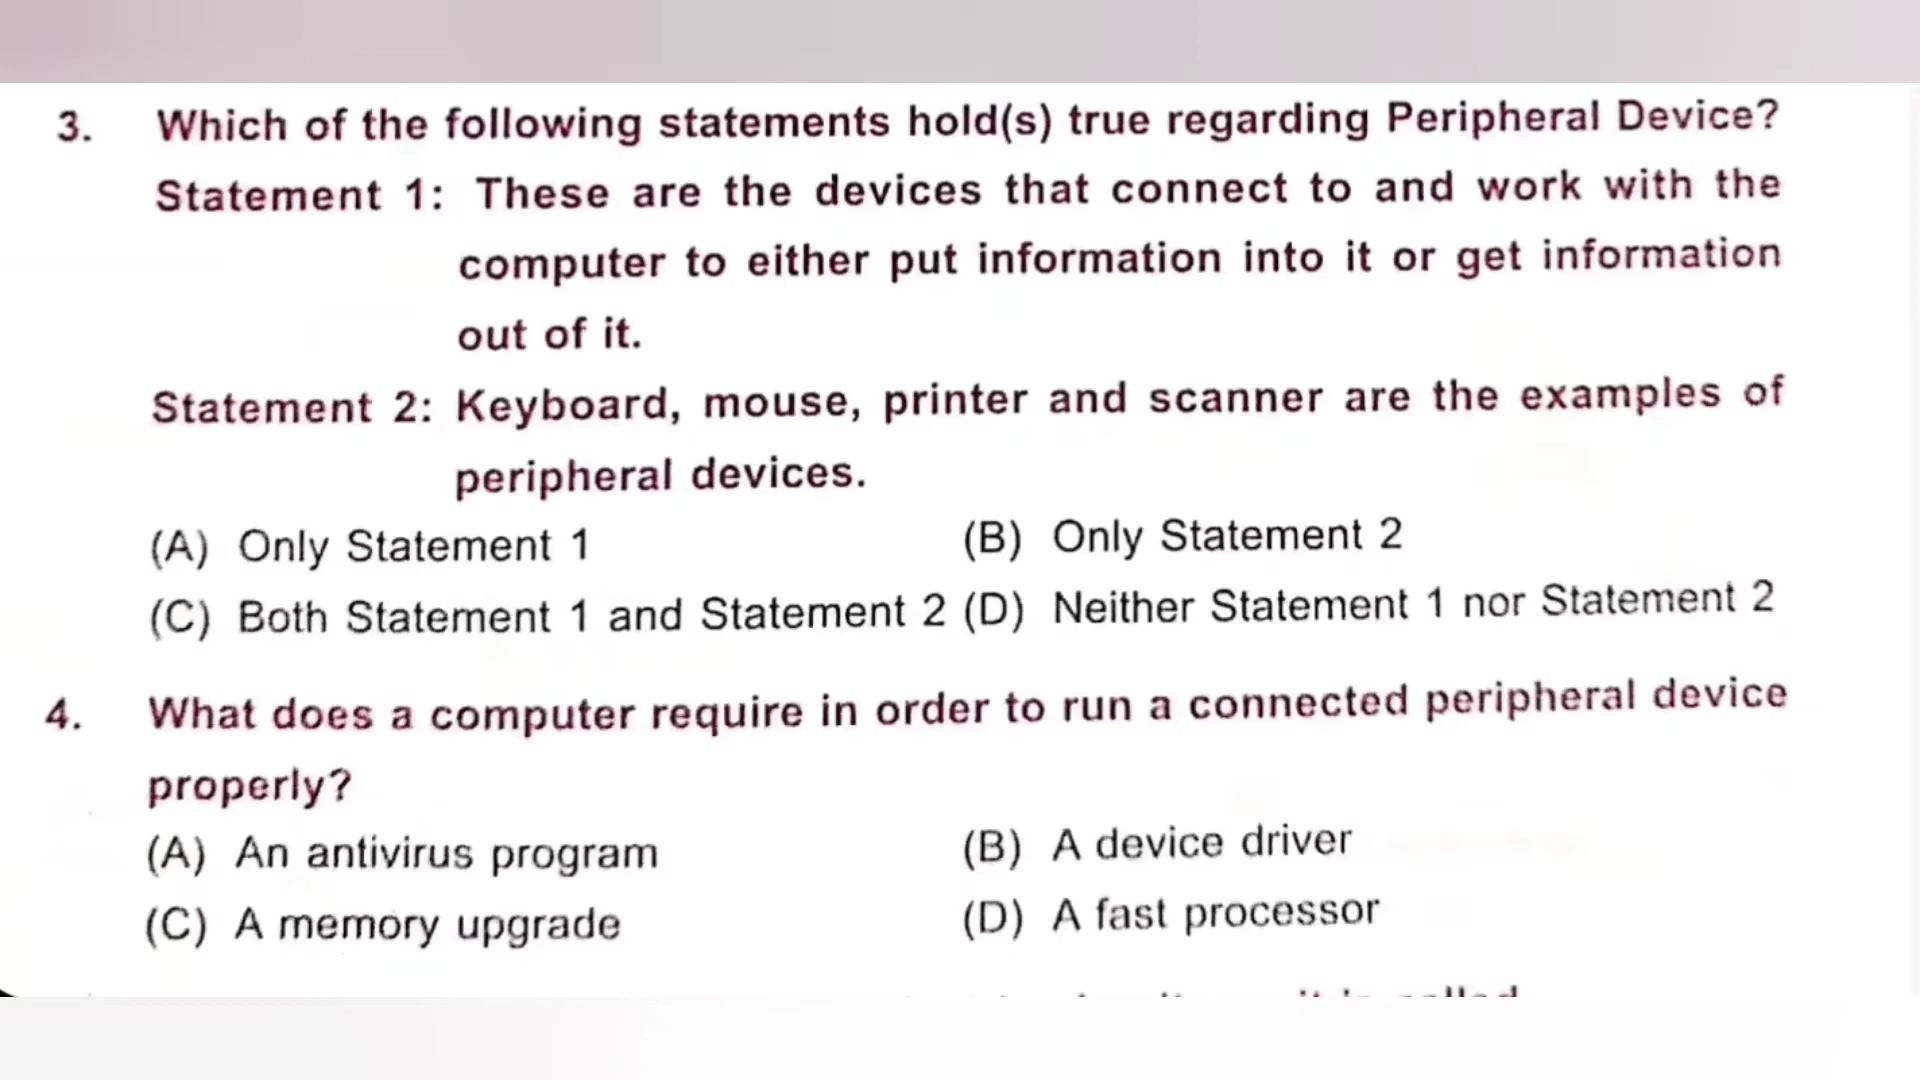 3. Which of the following statements hold(s) true regarding Peripheral Device?
Statement 1: These are the devices that connect to and work with the
computer to either put information into it or get information
out of it.
Statement 2: Keyboard, mouse, printer and scanner are the examples of
peripheral devices.
(A) Only Statement 1 (B) Only Statement 2
(C) Both Statement 1 and Statement 2 (D) Neither Statement 1 nor Statement 2
4. What does a computer require in order to run a connected peripheral device
properly?
(A) An antivirus program (B) A device driver
(C) A memory upgrade (D) A fast processor